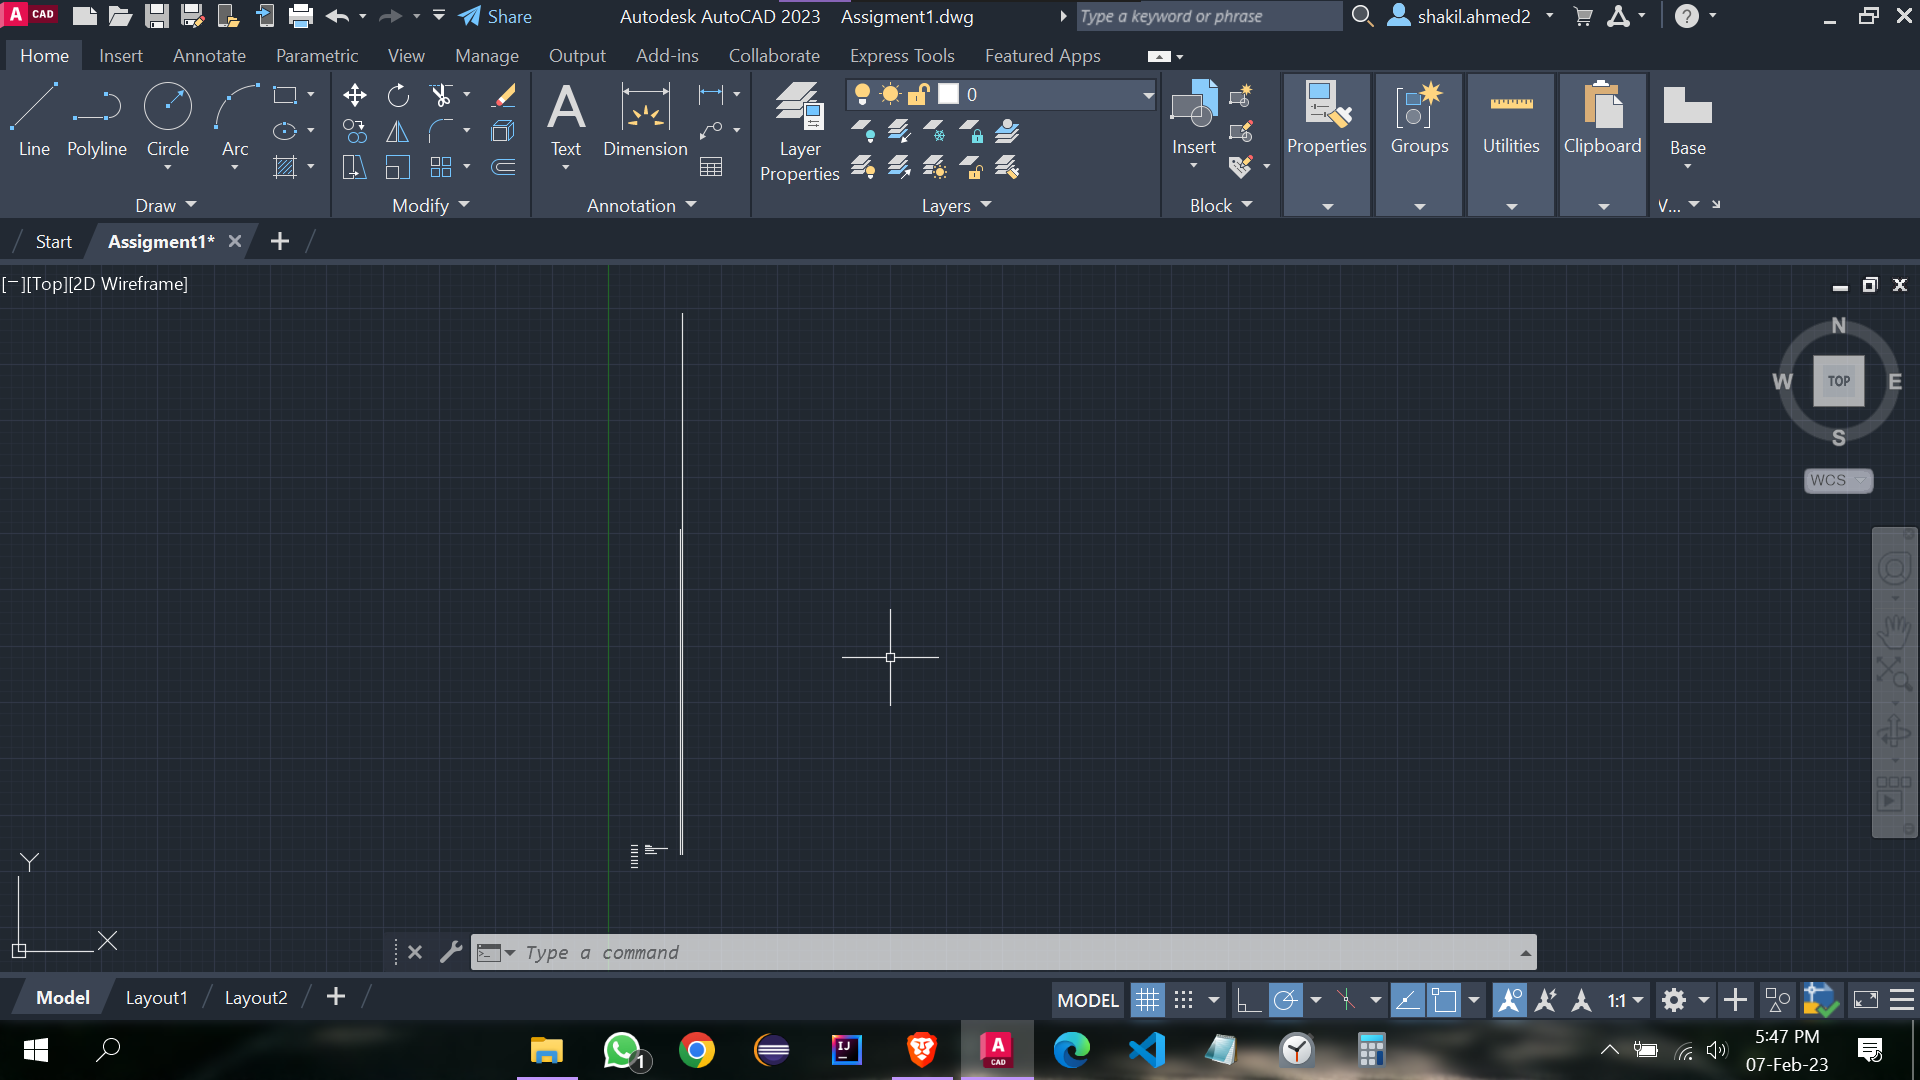 A CAD
Share
Autodesk AutoCAD 2023 Assigment1.dwg
Type a keyword or phrase
shakil.ahmed2
?
Home Insert Annotate Parametric View Manage Output Add-ins Collaborate Express Tools Featured Apps
Line Polyline Circle Arc
Draw
Modify
A
Text Dimension
Annotation
Layer
Properties
0
Layers
Insert
Block
Properties
Groups
Utilities
Clipboard
Base
V...
Start Assigment1*
[−][Top][2D Wireframe]
N
W TOP E
S
WCS
Y
X
Type a command
Model Layout1 Layout2
MODEL
1:1
1
IJ
A
CAD
5:47 PM
07-Feb-23